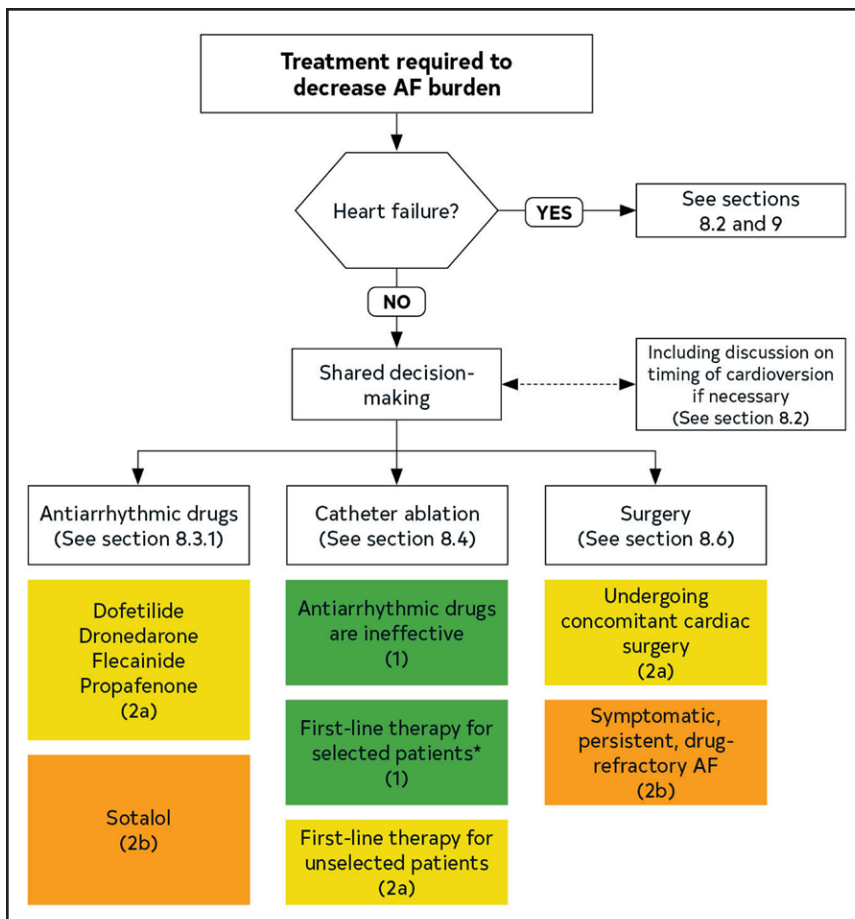 Treatment required to
decrease AF burden
Heart failure?
YES
See sections
8.2 and 9
NO
Shared decision-
making
Including discussion on
timing of cardioversion
if necessary
(See section 8.2)
Antiarrhythmic drugs
(See section 8.3.1)
Dofetilide
Dronedarone
Flecainide
Propafenone
(2a)
Sotalol
(2b)
Catheter ablation
(See section 8.4)
Antiarrhythmic drugs
are ineffective
(1)
First-line therapy for
selected patients*
(1)
First-line therapy for
unselected patients
(2a)
Surgery
(See section 8.6)
Undergoing
concomitant cardiac
surgery
(2a)
Symptomatic,
persistent, drug-
refractory AF
(2b)